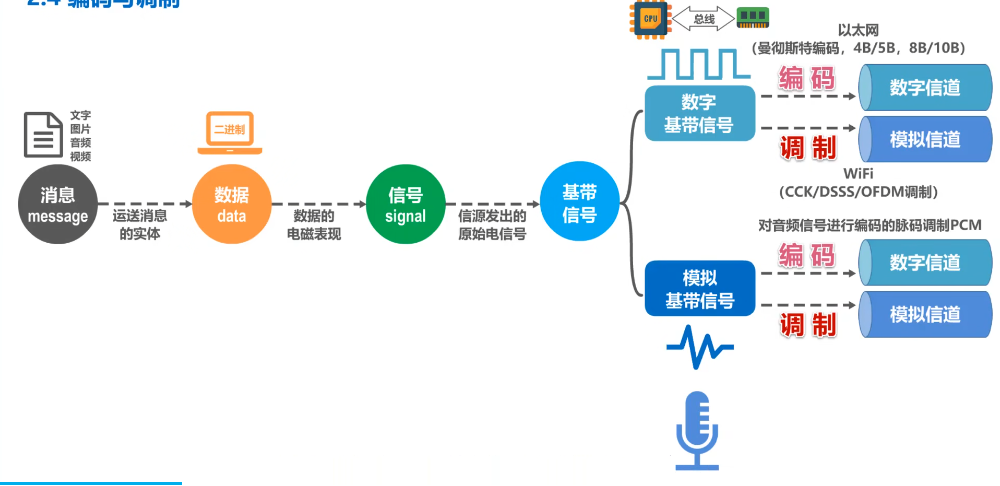 2.4 编码与调制
CPU
总线
以太网
（曼彻斯特编码，4B/5B，8B/10B）
编码
数字信道
数字
基带信号
调制
模拟信道
WiFi
（CCK/DSSS/OFDM调制）
文字
图片
音频
视频
二进制
消息
message
运送消息
的实体
数据
data
数据的
电磁表现
信号
signal
信源发出的
原始电信号
基带
信号
对音频信号进行编码的脉码调制PCM
编码
数字信道
模拟
基带信号
调制
模拟信道